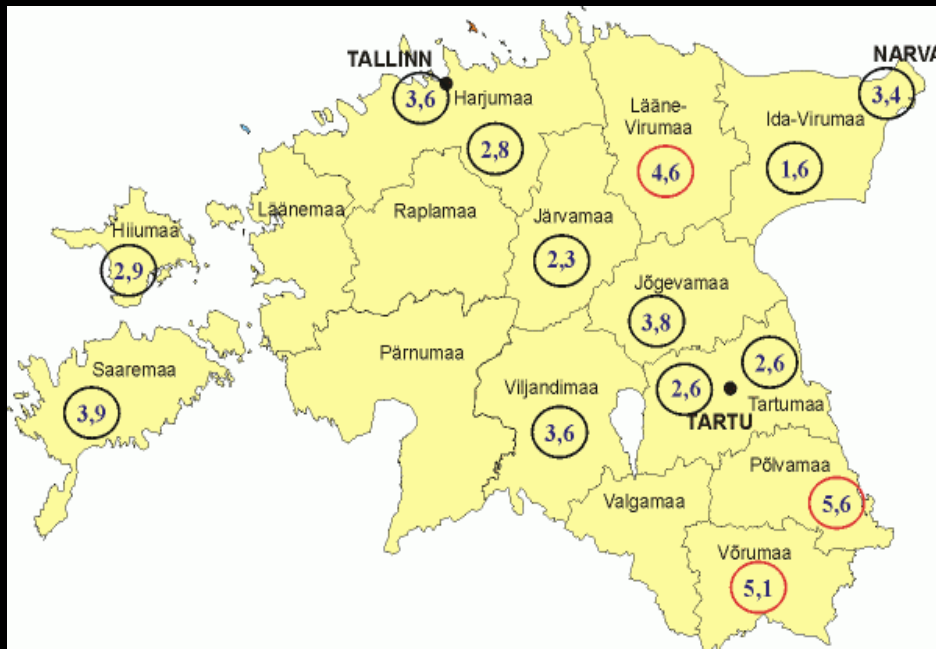 TALLINN
NARVA
3,6
Harjumaa
3,4
Lääne-
Virumaa
Ida-Virumaa
2,8
4,6
1,6
Läänemaa
Raplamaa
Järvamaa
Hiiumaa
2,9
2,3
Jõgevamaa
3,8
Pärnumaa
Saaremaa
2,6
Viljandimaa
2,6
Tartumaa
3,9
TARTU
3,6
Põlvamaa
Valgamaa
5,6
Võrumaa
5,1